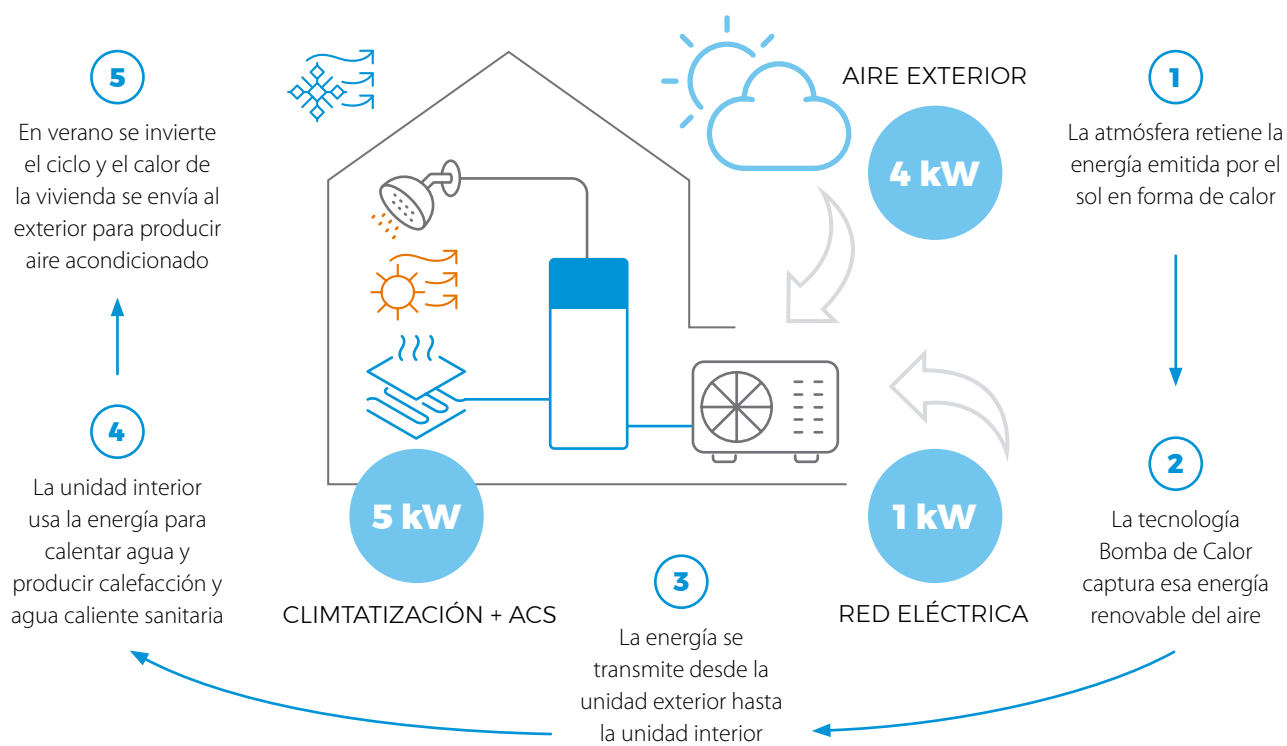 AIRE EXTERIOR
4 kW
1
La atmósfera retiene la
energía emitida por el
sol en forma de calor
2
La tecnología
Bomba de Calor
captura esa energía
renovable del aire
1 kW
RED ELÉCTRICA
3
La energía se
transmite desde la
unidad exterior hasta
la unidad interior
5 kW
CLIMTATIZACIÓN + ACS
4
La unidad interior
usa la energía para
calentar agua y
producir calefacción y
agua caliente sanitaria
5
En verano se invierte
el ciclo y el calor de
la vivienda se envía al
exterior para producir
aire acondicionado